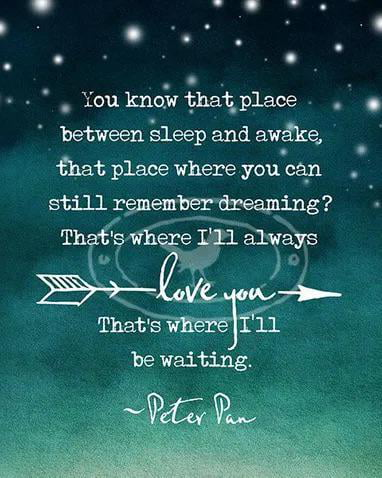 You know that place
between sleep and awake,
that place where you can
still remember dreaming?
That's where I'll always
love you
That's where I'll
be waiting.
~Peter Pan